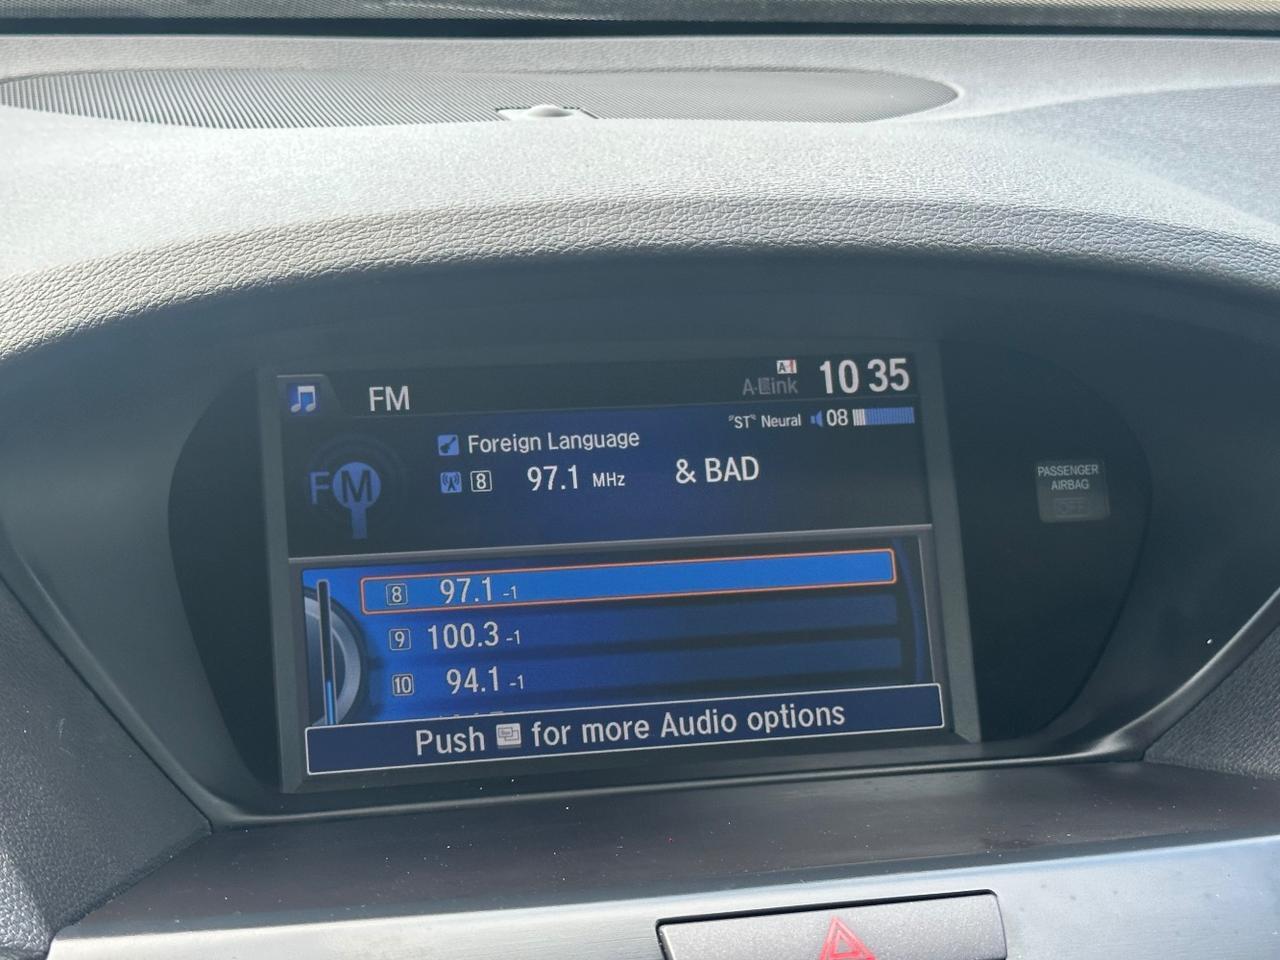 FM
A-Link
10 35
"ST" Neural 08
Foreign Language
FM
8 97.1 MHz & BAD
8 97.1 -1
9 100.3 -1
10 94.1 -1
Push for more Audio options
PASSENGER
AIRBAG
OFF